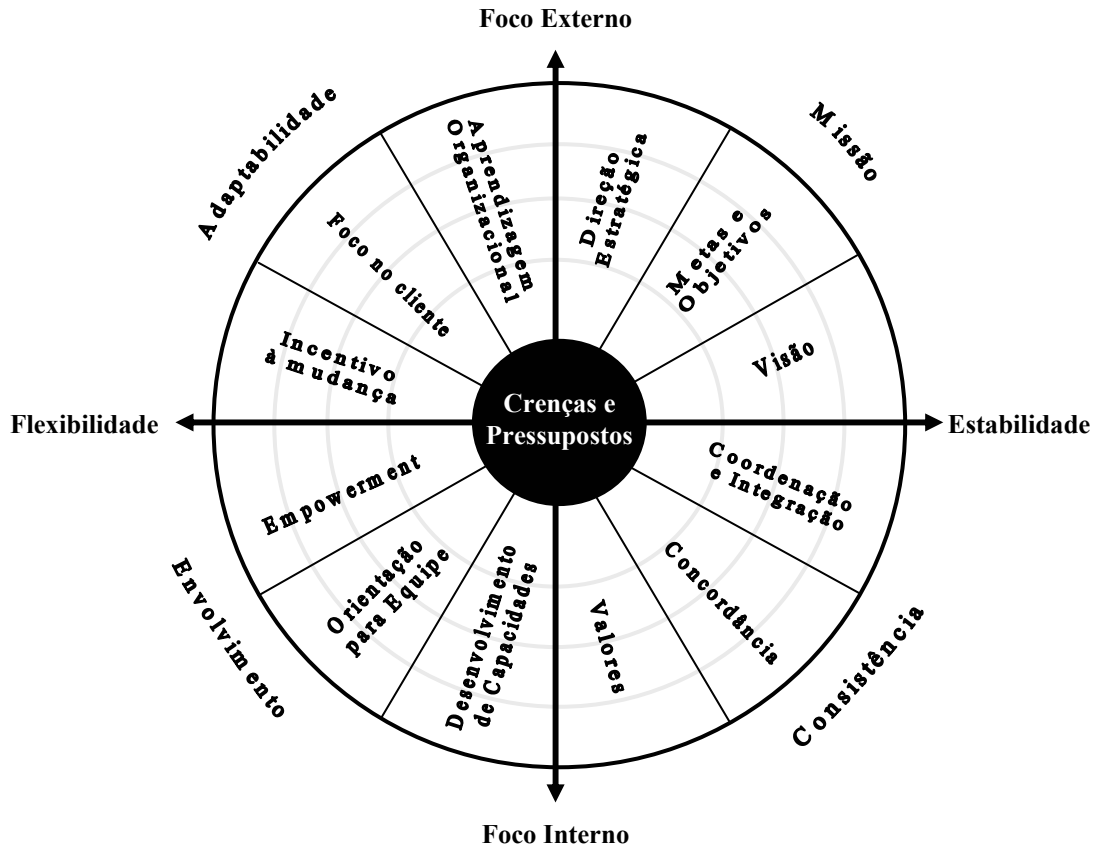 Foco Externo
Adaptabilidade
Missão
Aprendizagem
Organizacional
Direção
Estratégica
Foco no cliente
Metas e
Objetivos
Incentivo
à mudança
Visão
Crenças e
Pressupostos
Flexibilidade
Estabilidade
Empowerment
Coordenação
e Integração
Orientação
para Equipe
Concordância
Desenvolvimento
de Capacidades
Valores
Envolvimento
Consistência
Foco Interno